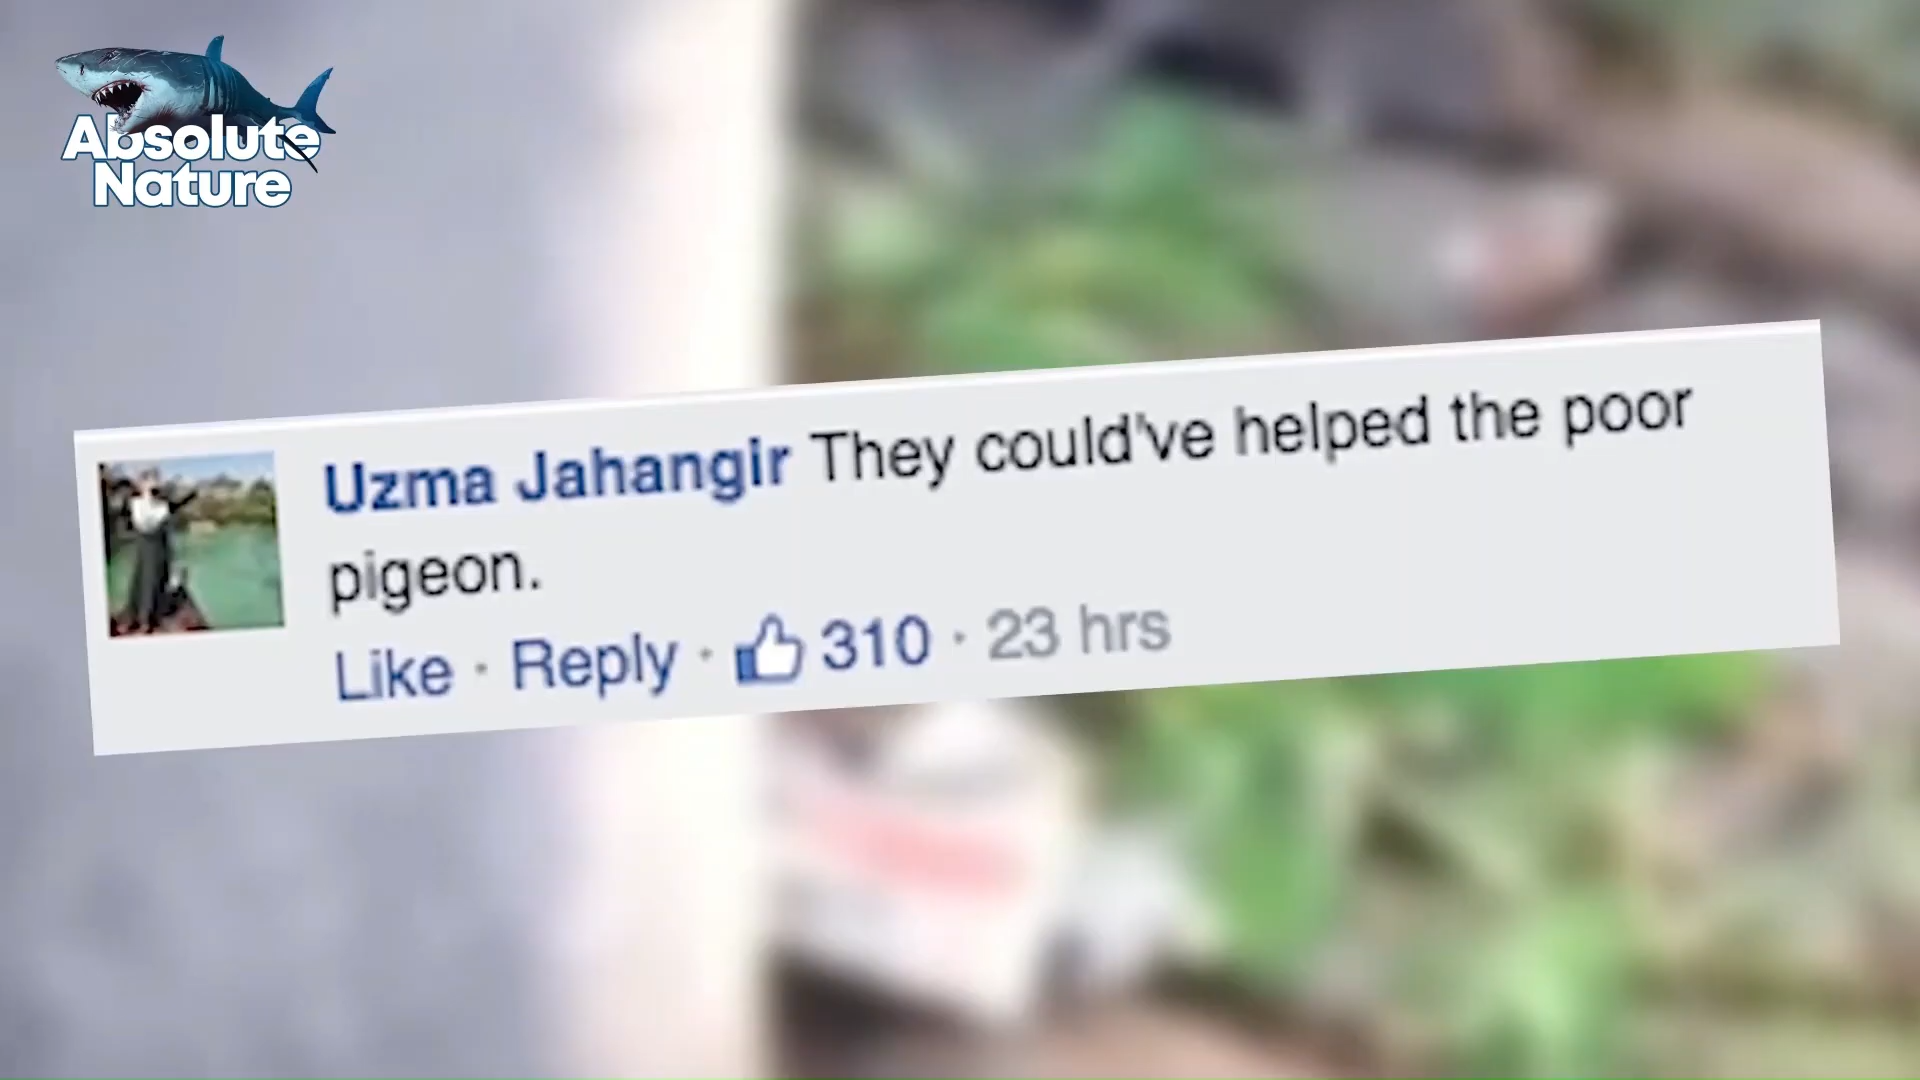 Absolute
Nature
Uzma Jahangir They could've helped the poor
pigeon.
Like · Reply · 310 · 23 hrs